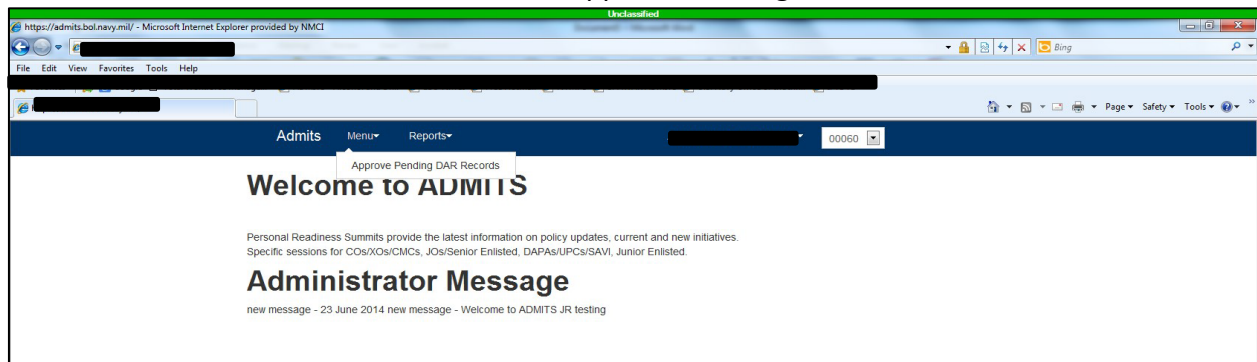 Unclassified
https://admits.bol.navy.mil/ - Microsoft Internet Explorer provided by NMCI
Bing
File Edit View Favorites Tools Help
Page Safety Tools
Admits Menu Reports 00060
Approve Pending DAR Records
Welcome to ADMITS
Personal Readiness Summits provide the latest information on policy updates, current and new initiatives.
Specific sessions for COs/XOs/CMCs, JOs/Senior Enlisted, DAPAs/UPCs/SAVI, Junior Enlisted.
Administrator Message
new message - 23 June 2014 new message - Welcome to ADMITS JR testing